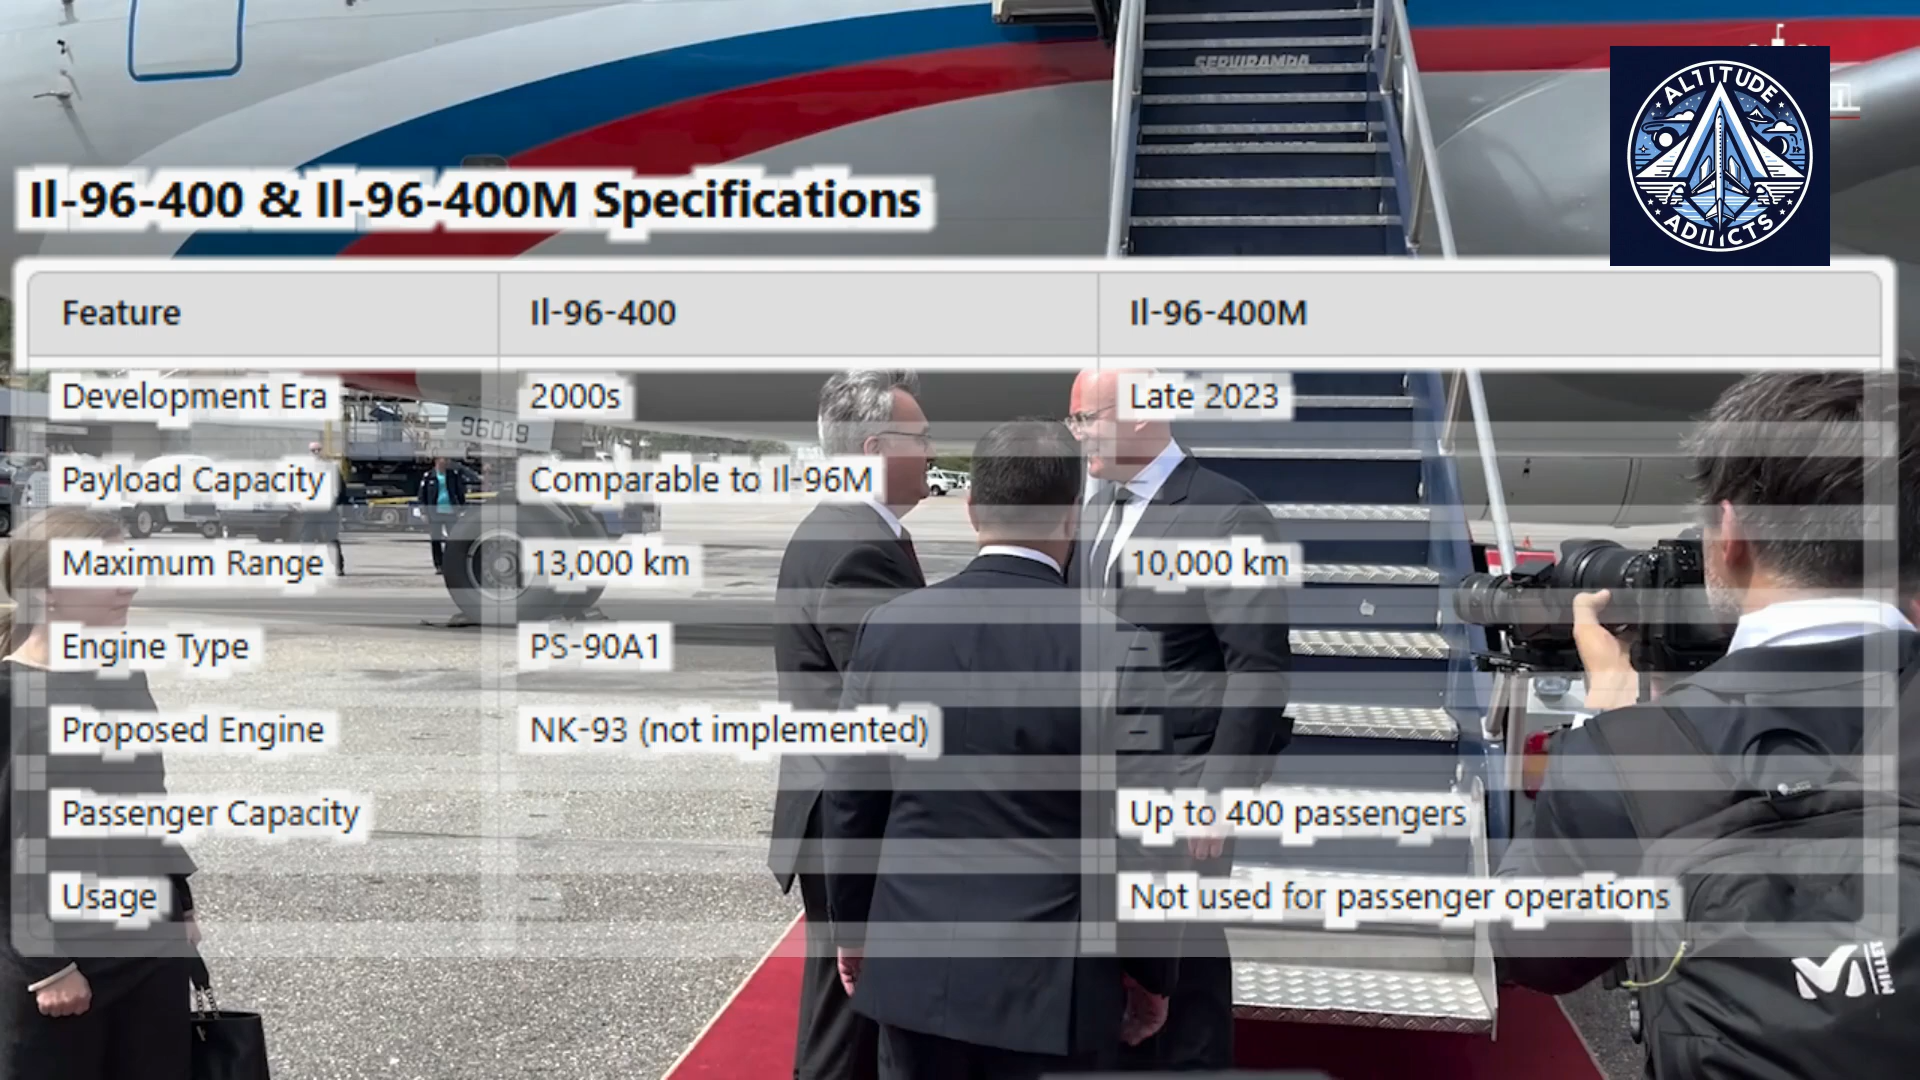 SERVIRAMPA
ALTITUDE
ADIIICTS
Il-96-400 & Il-96-400M Specifications
Feature Il-96-400 Il-96-400M
Development Era 2000s Late 2023
96019
Payload Capacity Comparable to Il-96M -
Maximum Range 13,000 km 10,000 km
Engine Type PS-90A1 -
Proposed Engine NK-93 (not implemented) -
Passenger Capacity - Up to 400 passengers
Usage - Not used for passenger operations
MILLET